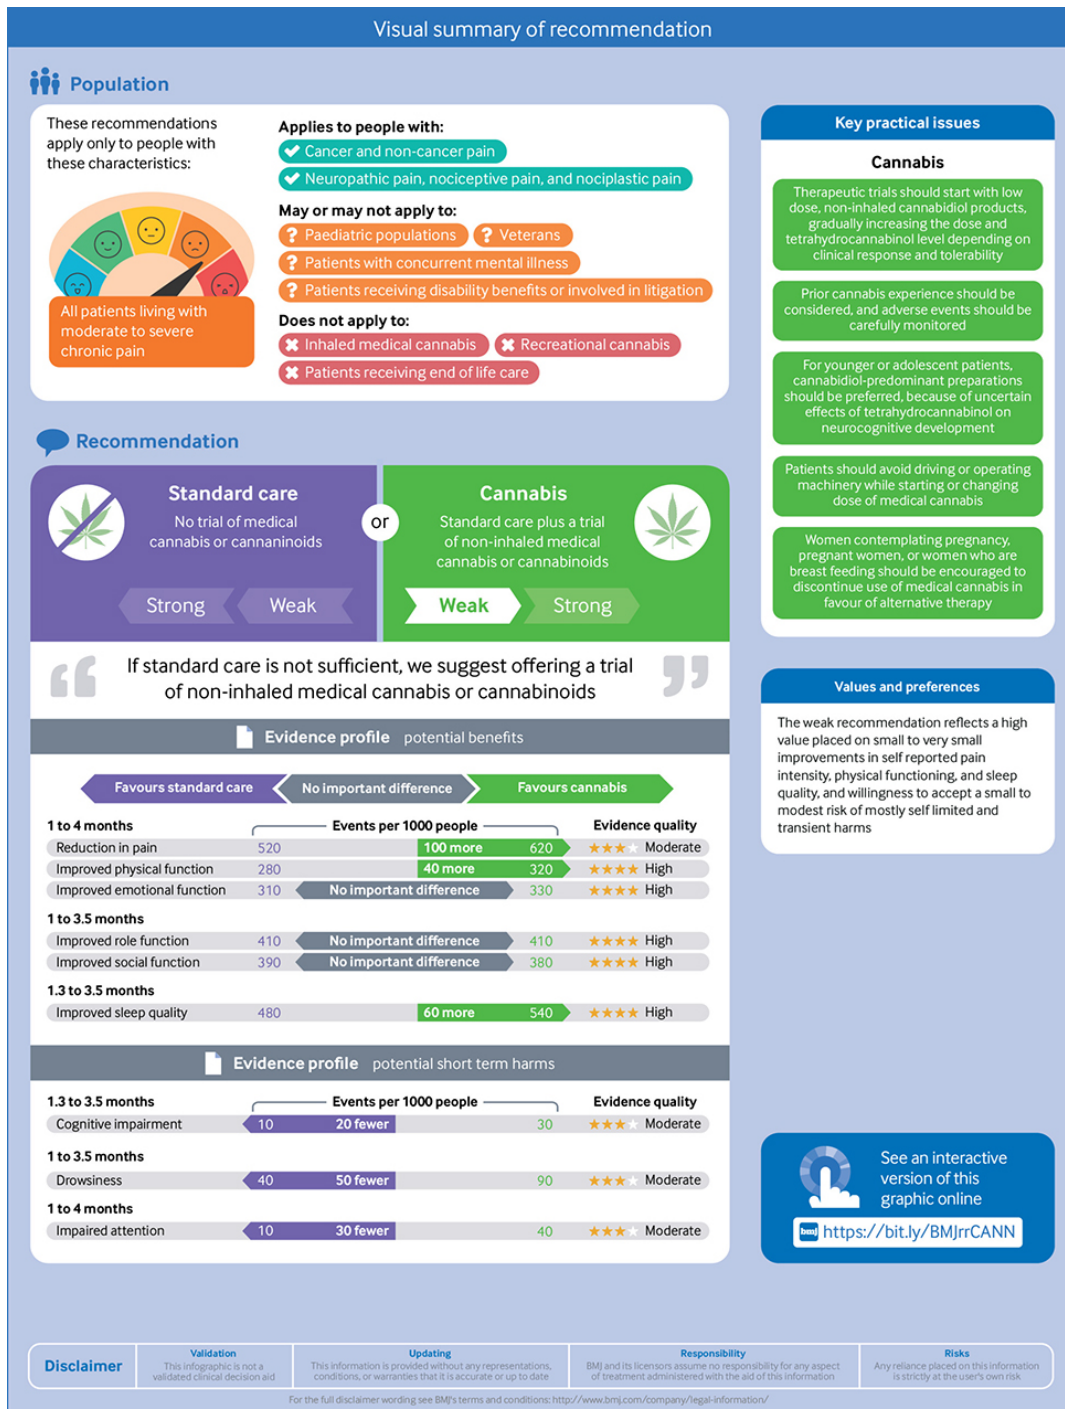 Visual summary of recommendation
Population
These recommendations
apply only to people with
these characteristics:
All patients living with
moderate to severe
chronic pain
Applies to people with:
Cancer and non-cancer pain
Neuropathic pain, nociceptive pain, and nociplastic pain
May or may not apply to:
? Paediatric populations ? Veterans
? Patients with concurrent mental illness
? Patients receiving disability benefits or involved in litigation
Does not apply to:
Inhaled medical cannabis Recreational cannabis
Patients receiving end of life care
Recommendation
Standard care
No trial of medical
cannabis or cannaninoids
Strong Weak
or
Cannabis
Standard care plus a trial
of non-inhaled medical
cannabis or cannabinoids
Weak Strong
“ If standard care is not sufficient, we suggest offering a trial
of non-inhaled medical cannabis or cannabinoids ”
Evidence profile potential benefits
Favours standard care No important difference Favours cannabis
1 to 4 months Events per 1000 people Evidence quality
Reduction in pain 520 100 more 620 Moderate
Improved physical function 280 40 more 320 High
Improved emotional function 310 No important difference 330 High
1 to 3.5 months
Improved role function 410 No important difference 410 High
Improved social function 390 No important difference 380 High
1.3 to 3.5 months
Improved sleep quality 480 60 more 540 High
Evidence profile potential short term harms
1.3 to 3.5 months Events per 1000 people Evidence quality
Cognitive impairment 10 20 fewer 30 Moderate
1 to 3.5 months
Drowsiness 40 50 fewer 90 Moderate
1 to 4 months
Impaired attention 10 30 fewer 40 Moderate
Key practical issues
Cannabis
Therapeutic trials should start with low
dose, non-inhaled cannabidiol products,
gradually increasing the dose and
tetrahydrocannabinol level depending on
clinical response and tolerability
Prior cannabis experience should be
considered, and adverse events should be
carefully monitored
For younger or adolescent patients,
cannabidiol-predominant preparations
should be preferred, because of uncertain
effects of tetrahydrocannabinol on
neurocognitive development
Patients should avoid driving or operating
machinery while starting or changing
dose of medical cannabis
Women contemplating pregnancy,
pregnant women, or women who are
breast feeding should be encouraged to
discontinue use of medical cannabis in
favour of alternative therapy
Values and preferences
The weak recommendation reflects a high
value placed on small to very small
improvements in self reported pain
intensity, physical functioning, and sleep
quality, and willingness to accept a small to
modest risk of mostly self limited and
transient harms
See an interactive
version of this
graphic online
bmj https://bit.ly/BMJrrCANN
Disclaimer
Validation
This infographic is not a
validated clinical decision aid
Updating
This information is provided without any representations,
conditions, or warranties that it is accurate or up to date
Responsibility
BMJ and its licensors assume no responsibility for any aspect
of treatment administered with the aid of this information
Risks
Any reliance placed on this information
is strictly at the user's own risk
For the full disclaimer wording see BMJ's terms and conditions: http://www.bmj.com/company/legal-information/